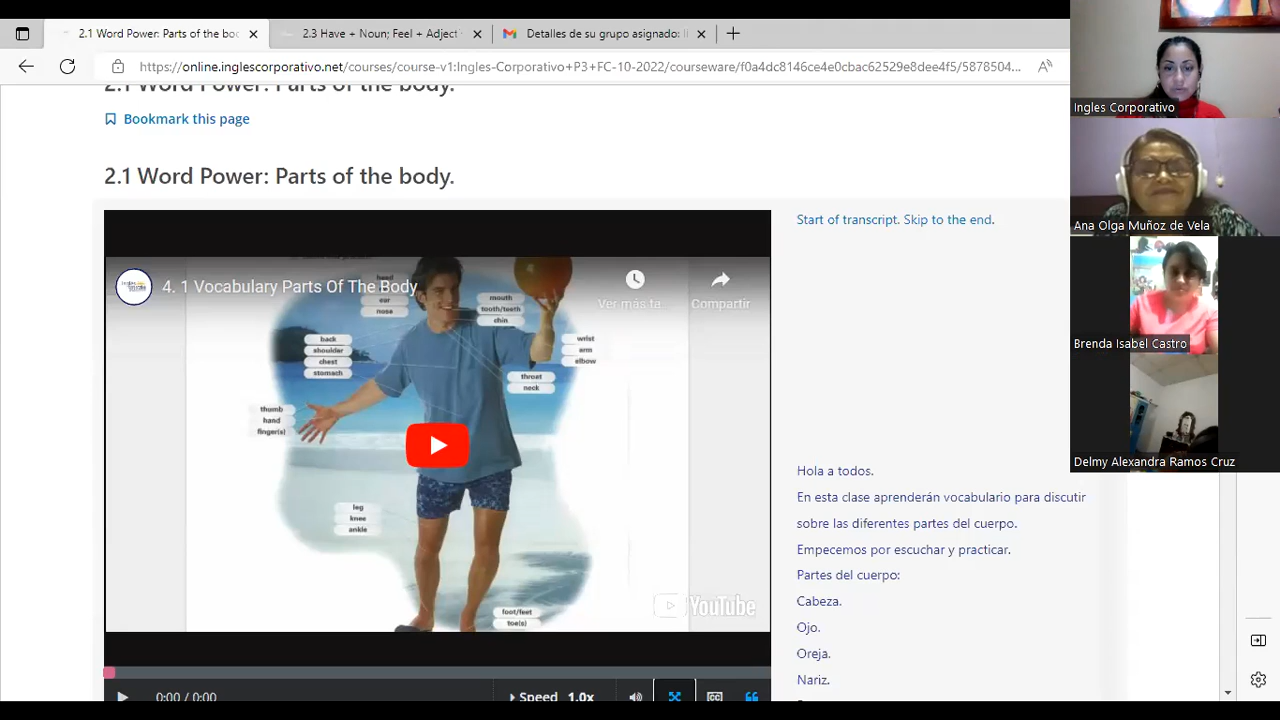 2.1 Word Power: Parts of the boc
2.3 Have + Noun; Feel + Adject
Detalles de su grupo asignado: Ii
https://online.inglescorporativo.net/courses/course-v1:Ingles-Corporativo+P3+FC-10-2022/courseware/f0a4dc8146ce4e0cbac62529e8dee4f5/5878504...
2.1 Word Power: Parts of the body.
Bookmark this page
2.1 Word Power: Parts of the body.
Start of transcript. Skip to the end.
4. 1 Vocabulary Parts Of The Body
Ver más ta
Compartir
head
ear
nose
mouth
tooth/teeth
chin
back
shoulder
chest
stomach
wrist
arm
elbow
throat
neck
thumb
hand
finger(s)
leg
knee
ankle
foot/feet
toe(s)
YouTube
0:00 / 0:00
Speed 1.0x
Hola a todos.
En esta clase aprenderán vocabulario para discutir
sobre las diferentes partes del cuerpo.
Empecemos por escuchar y practicar.
Partes del cuerpo:
Cabeza.
Ojo.
Oreja.
Nariz.
Ingles Corporativo
Ana Olga Muñoz de Vela
Brenda Isabel Castro
Delmy Alexandra Ramos Cruz